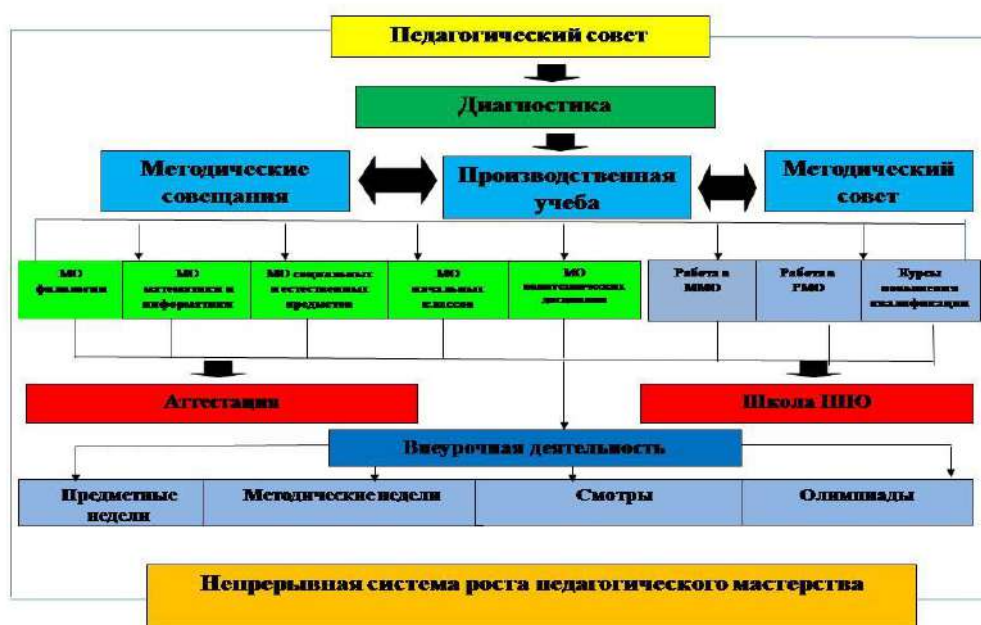 Педагогический совет
Диагностика
Методические
совещания
Производственная
учеба
Методический
совет
МО
филологии
МО
математики и
информатики
МО социальных
и естественных
предметов
МО
начальных
классов
МО
дисциплин
Работа в
ММО
Работа в
РМО
Курсы
повышения
квалификации
Аттестация
Школа ППО
Внеурочная деятельность
Предметные
недели
Методические недели
Смотры
Олимпиады
Непрерывная система роста педагогического мастерства